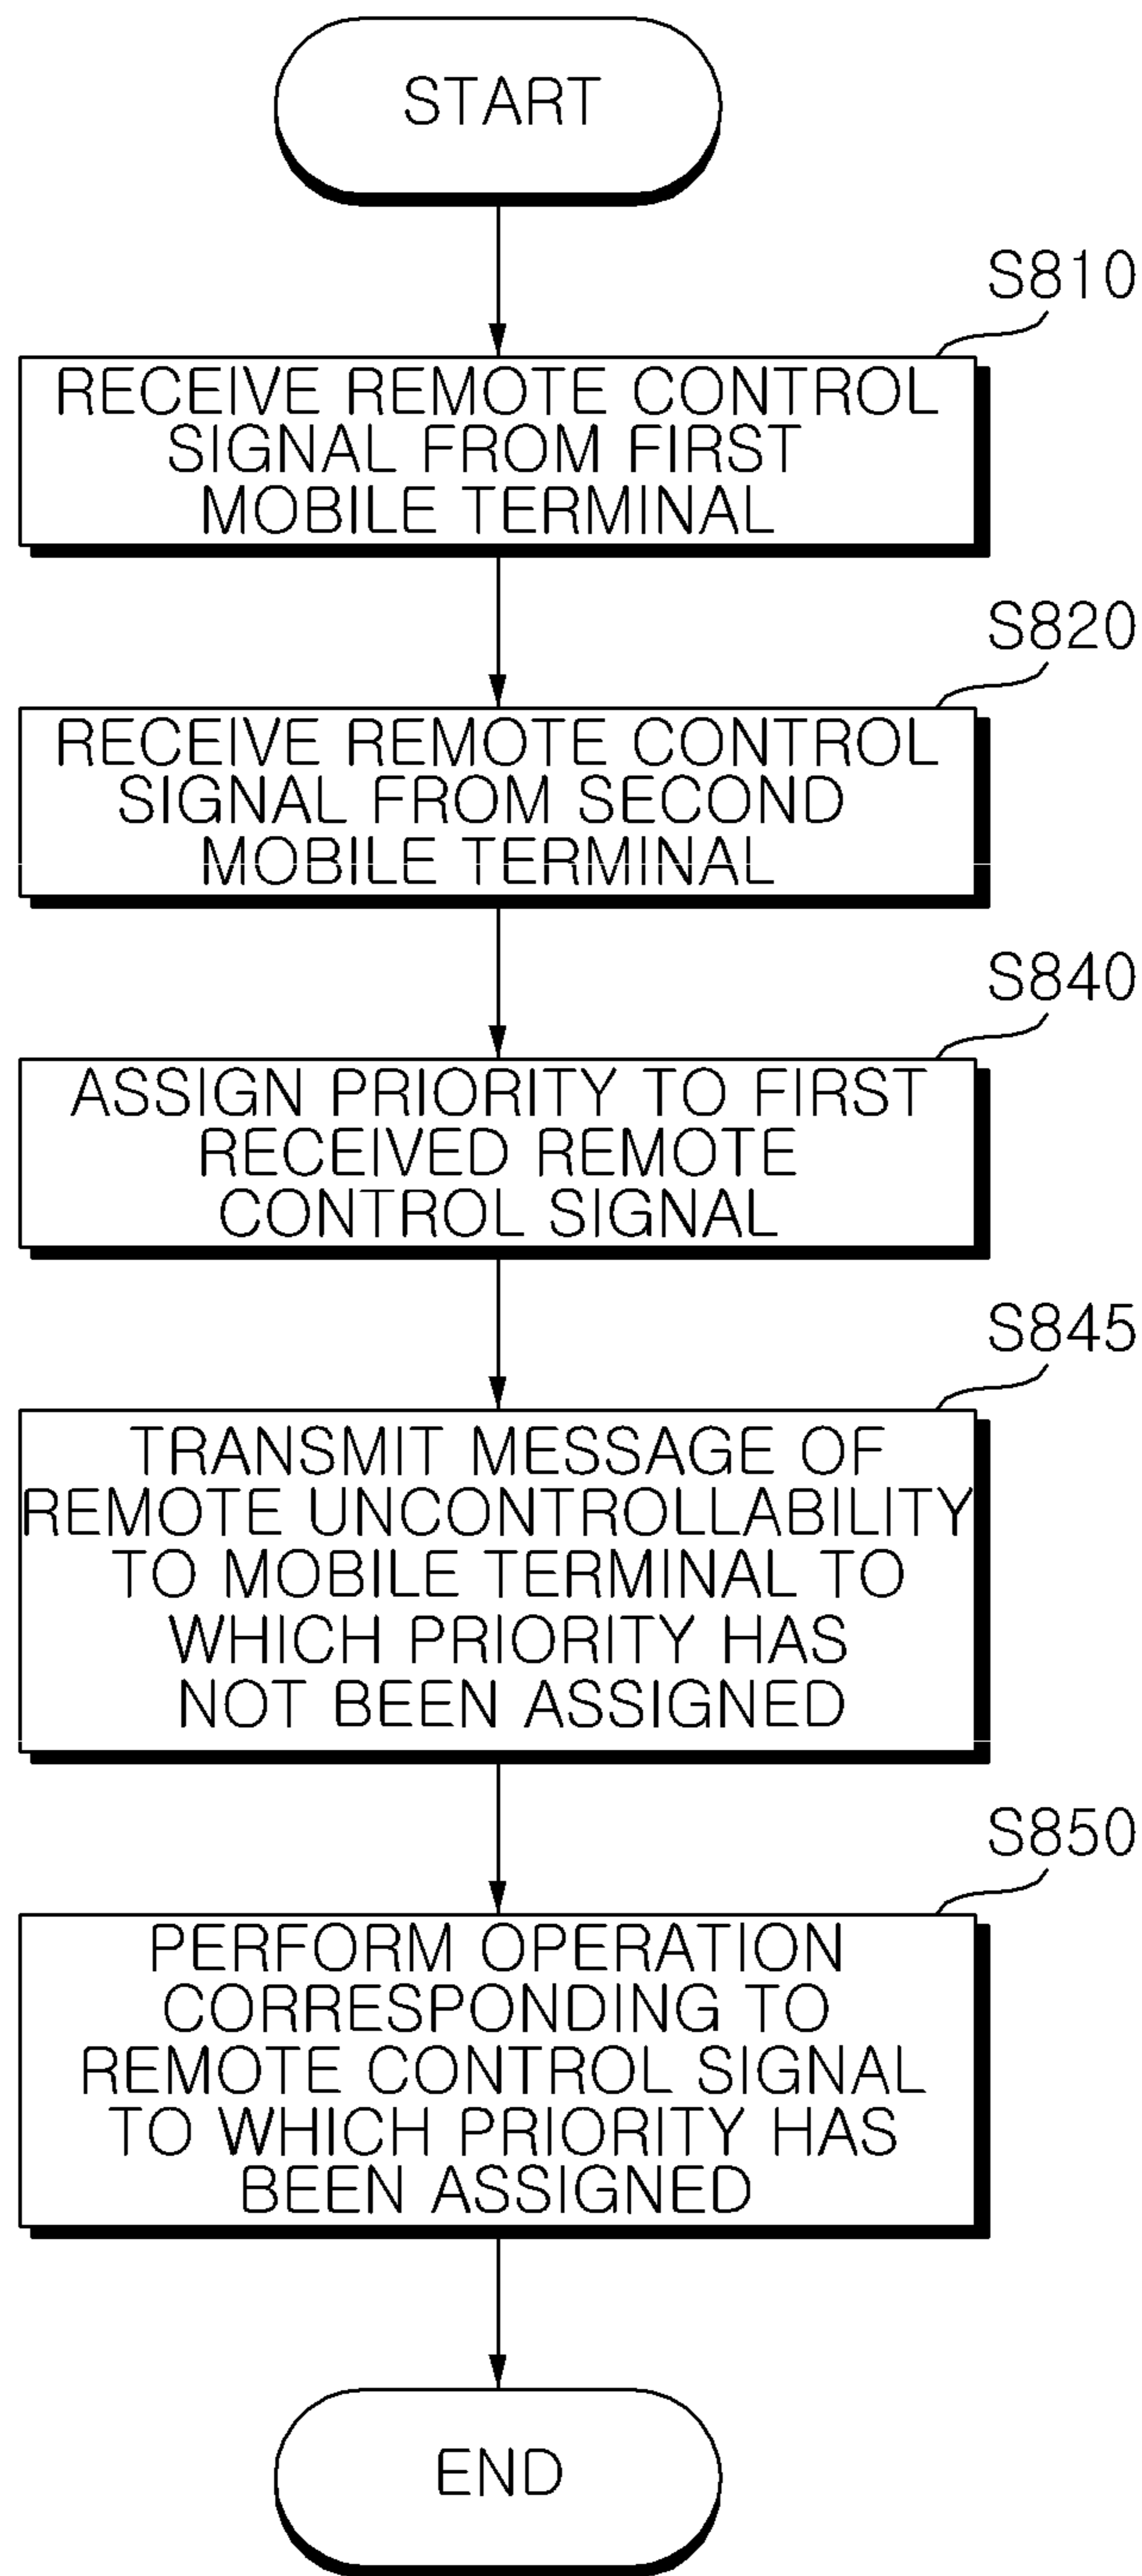 START
S810
RECEIVE REMOTE CONTROL
SIGNAL FROM FIRST
MOBILE TERMINAL
S820
RECEIVE REMOTE CONTROL
SIGNAL FROM SECOND
MOBILE TERMINAL
S840
ASSIGN PRIORITY TO FIRST
RECEIVED REMOTE
CONTROL SIGNAL
S845
TRANSMIT MESSAGE OF
REMOTE UNCONTROLLABILITY
TO MOBILE TERMINAL TO
WHICH PRIORITY HAS
NOT BEEN ASSIGNED
S850
PERFORM OPERATION
CORRESPONDING TO
REMOTE CONTROL SIGNAL
TO WHICH PRIORITY HAS
BEEN ASSIGNED
END